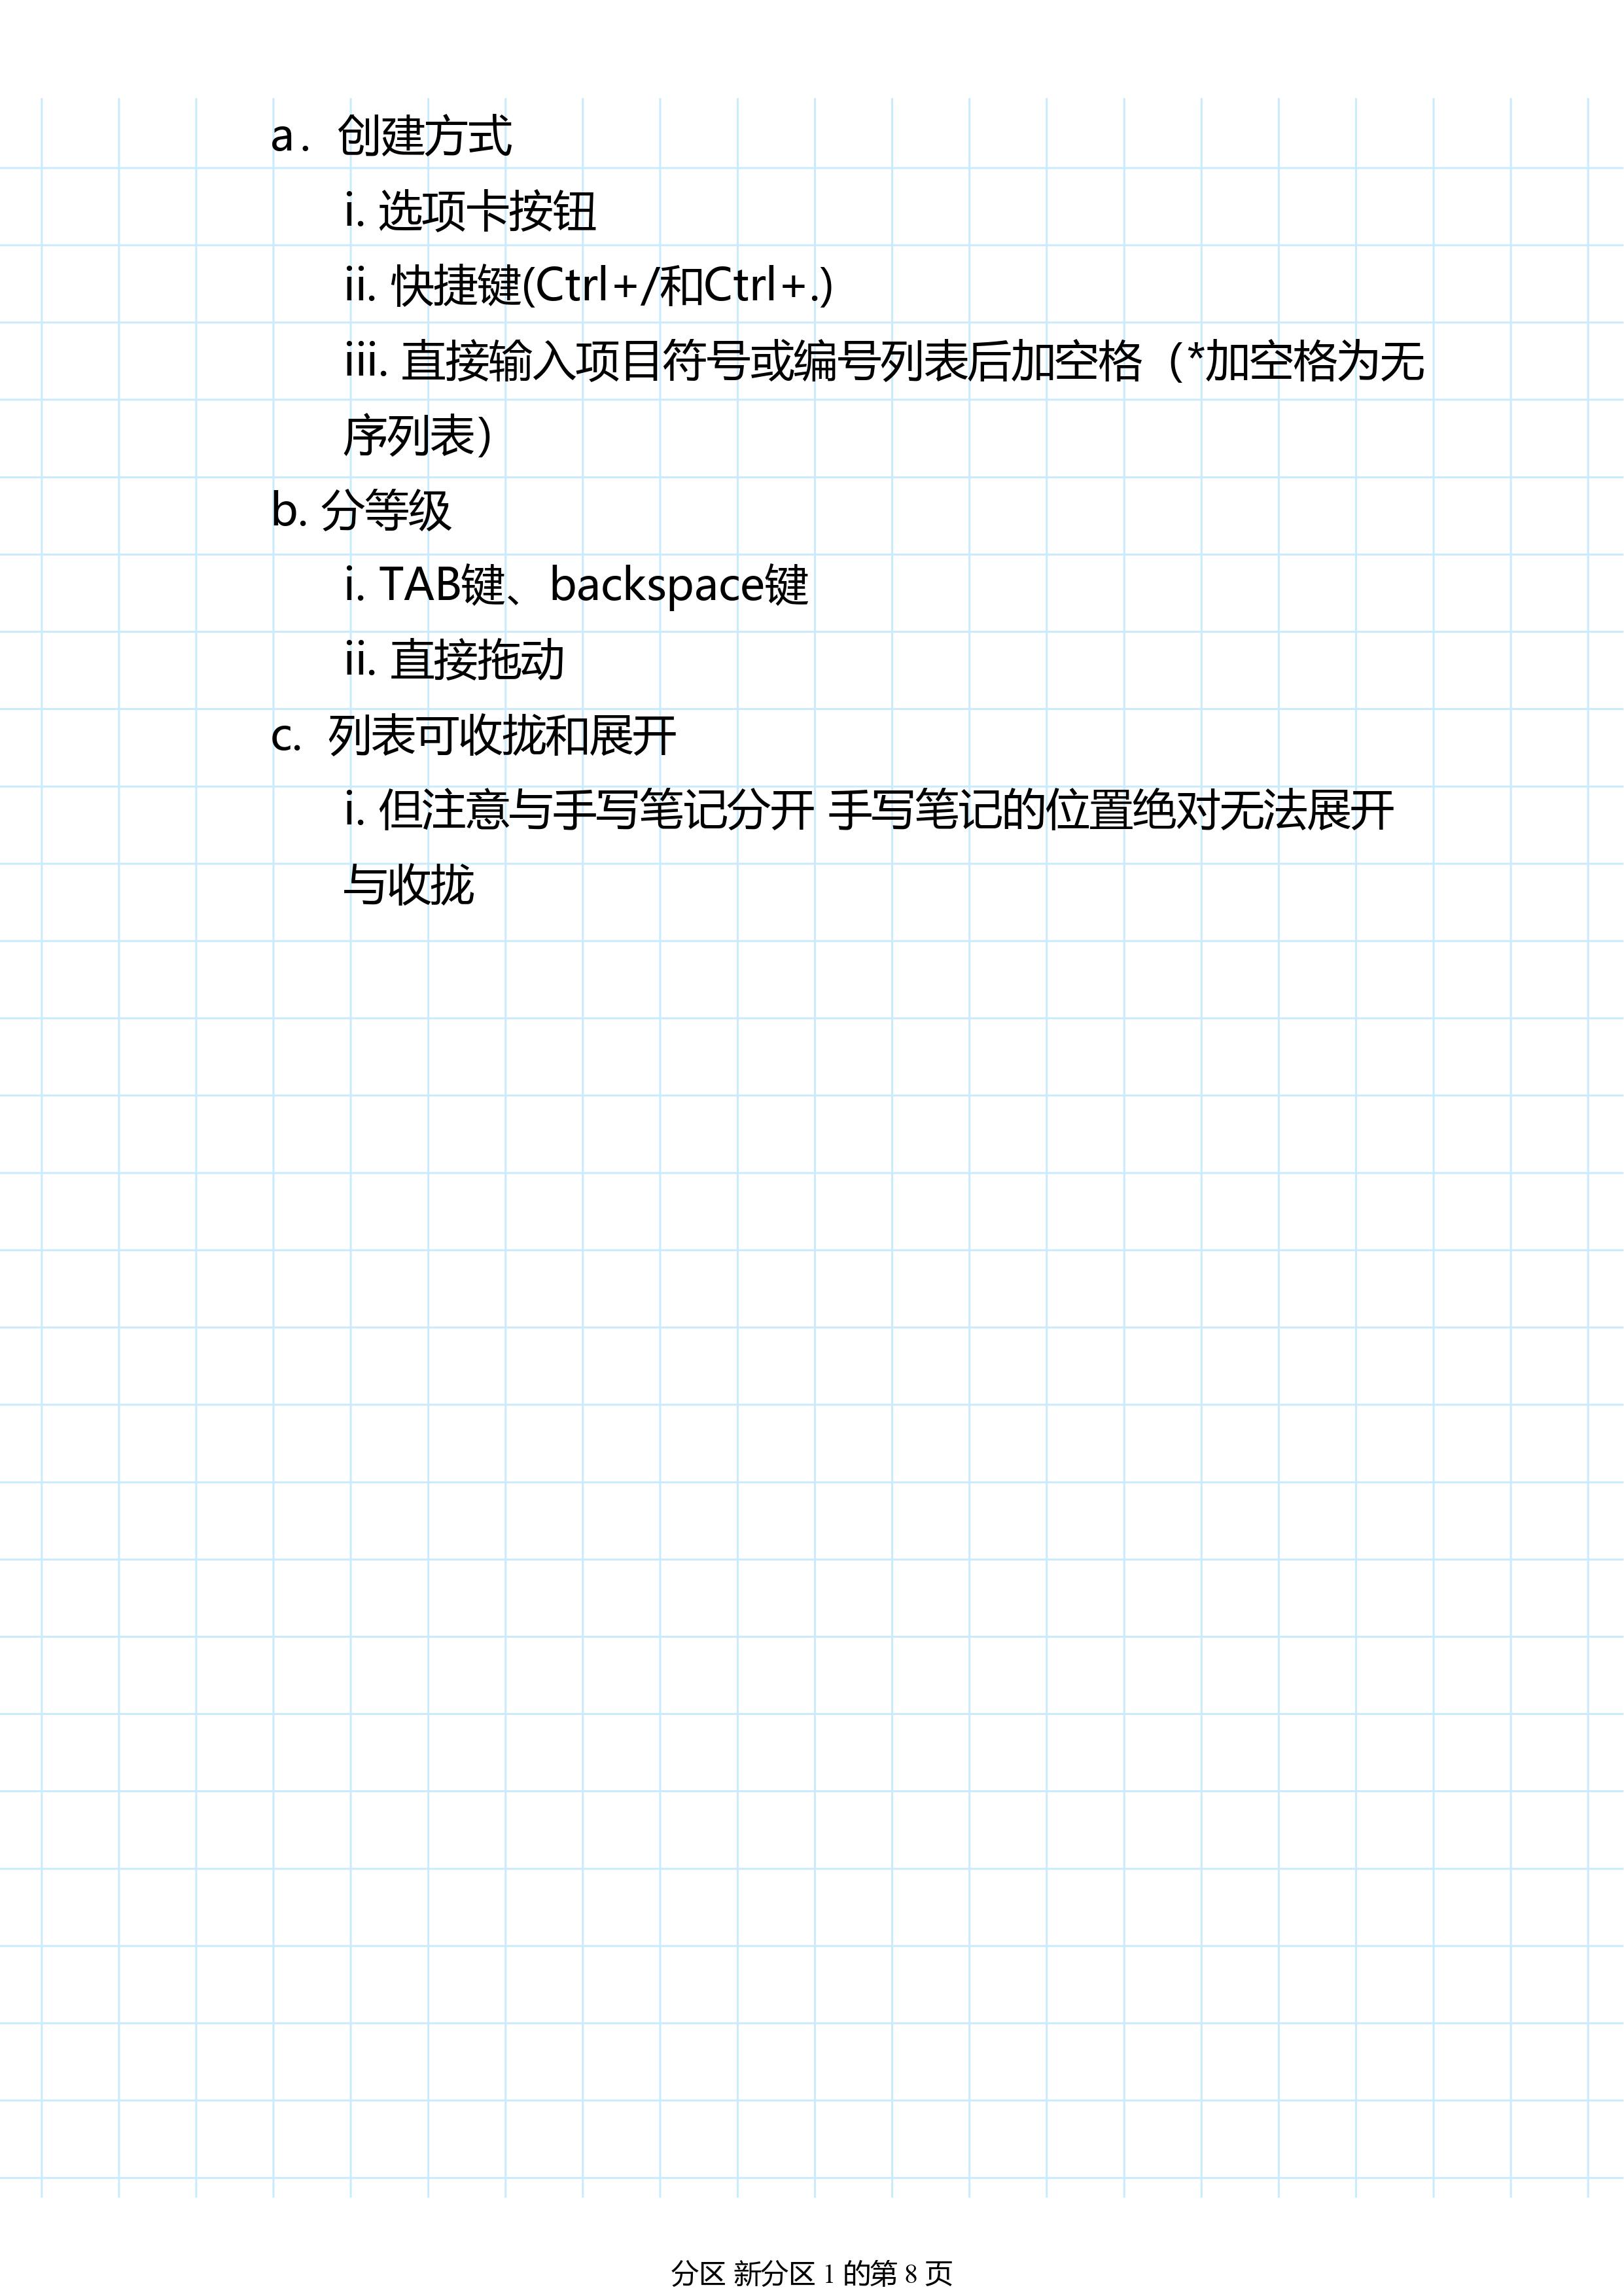 a. 创建方式
i. 选项卡按钮
ii. 快捷键(Ctrl+/和Ctrl+.)
iii. 直接输入项目符号或编号列表后加空格（*加空格为无
序列表）
b. 分等级
i. TAB键、backspace键
ii. 直接拖动
c. 列表可收拢和展开
i. 但注意与手写笔记分开 手写笔记的位置绝对无法展开
与收拢
分区 新分区 1 的第 8 页